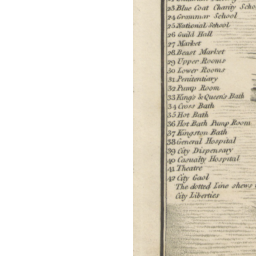 23 Blue Coat Charity Scho
24 Grammar School
25 National School
26 Guild Hall
27 Market
28 Beast Market
29 Upper Rooms
30 Lower Rooms
31 Penitentiary
32 Pump Room
33 King's & Queen's Bath
34 Cross Bath
35 Hot Bath
36 Hot Bath Pump Room
37 Kingston Bath
38 General Hospital
39 City Dispensary
40 Casualty Hospital
41 Theatre
42 City Gaol
The dotted Line shews
City Liberties